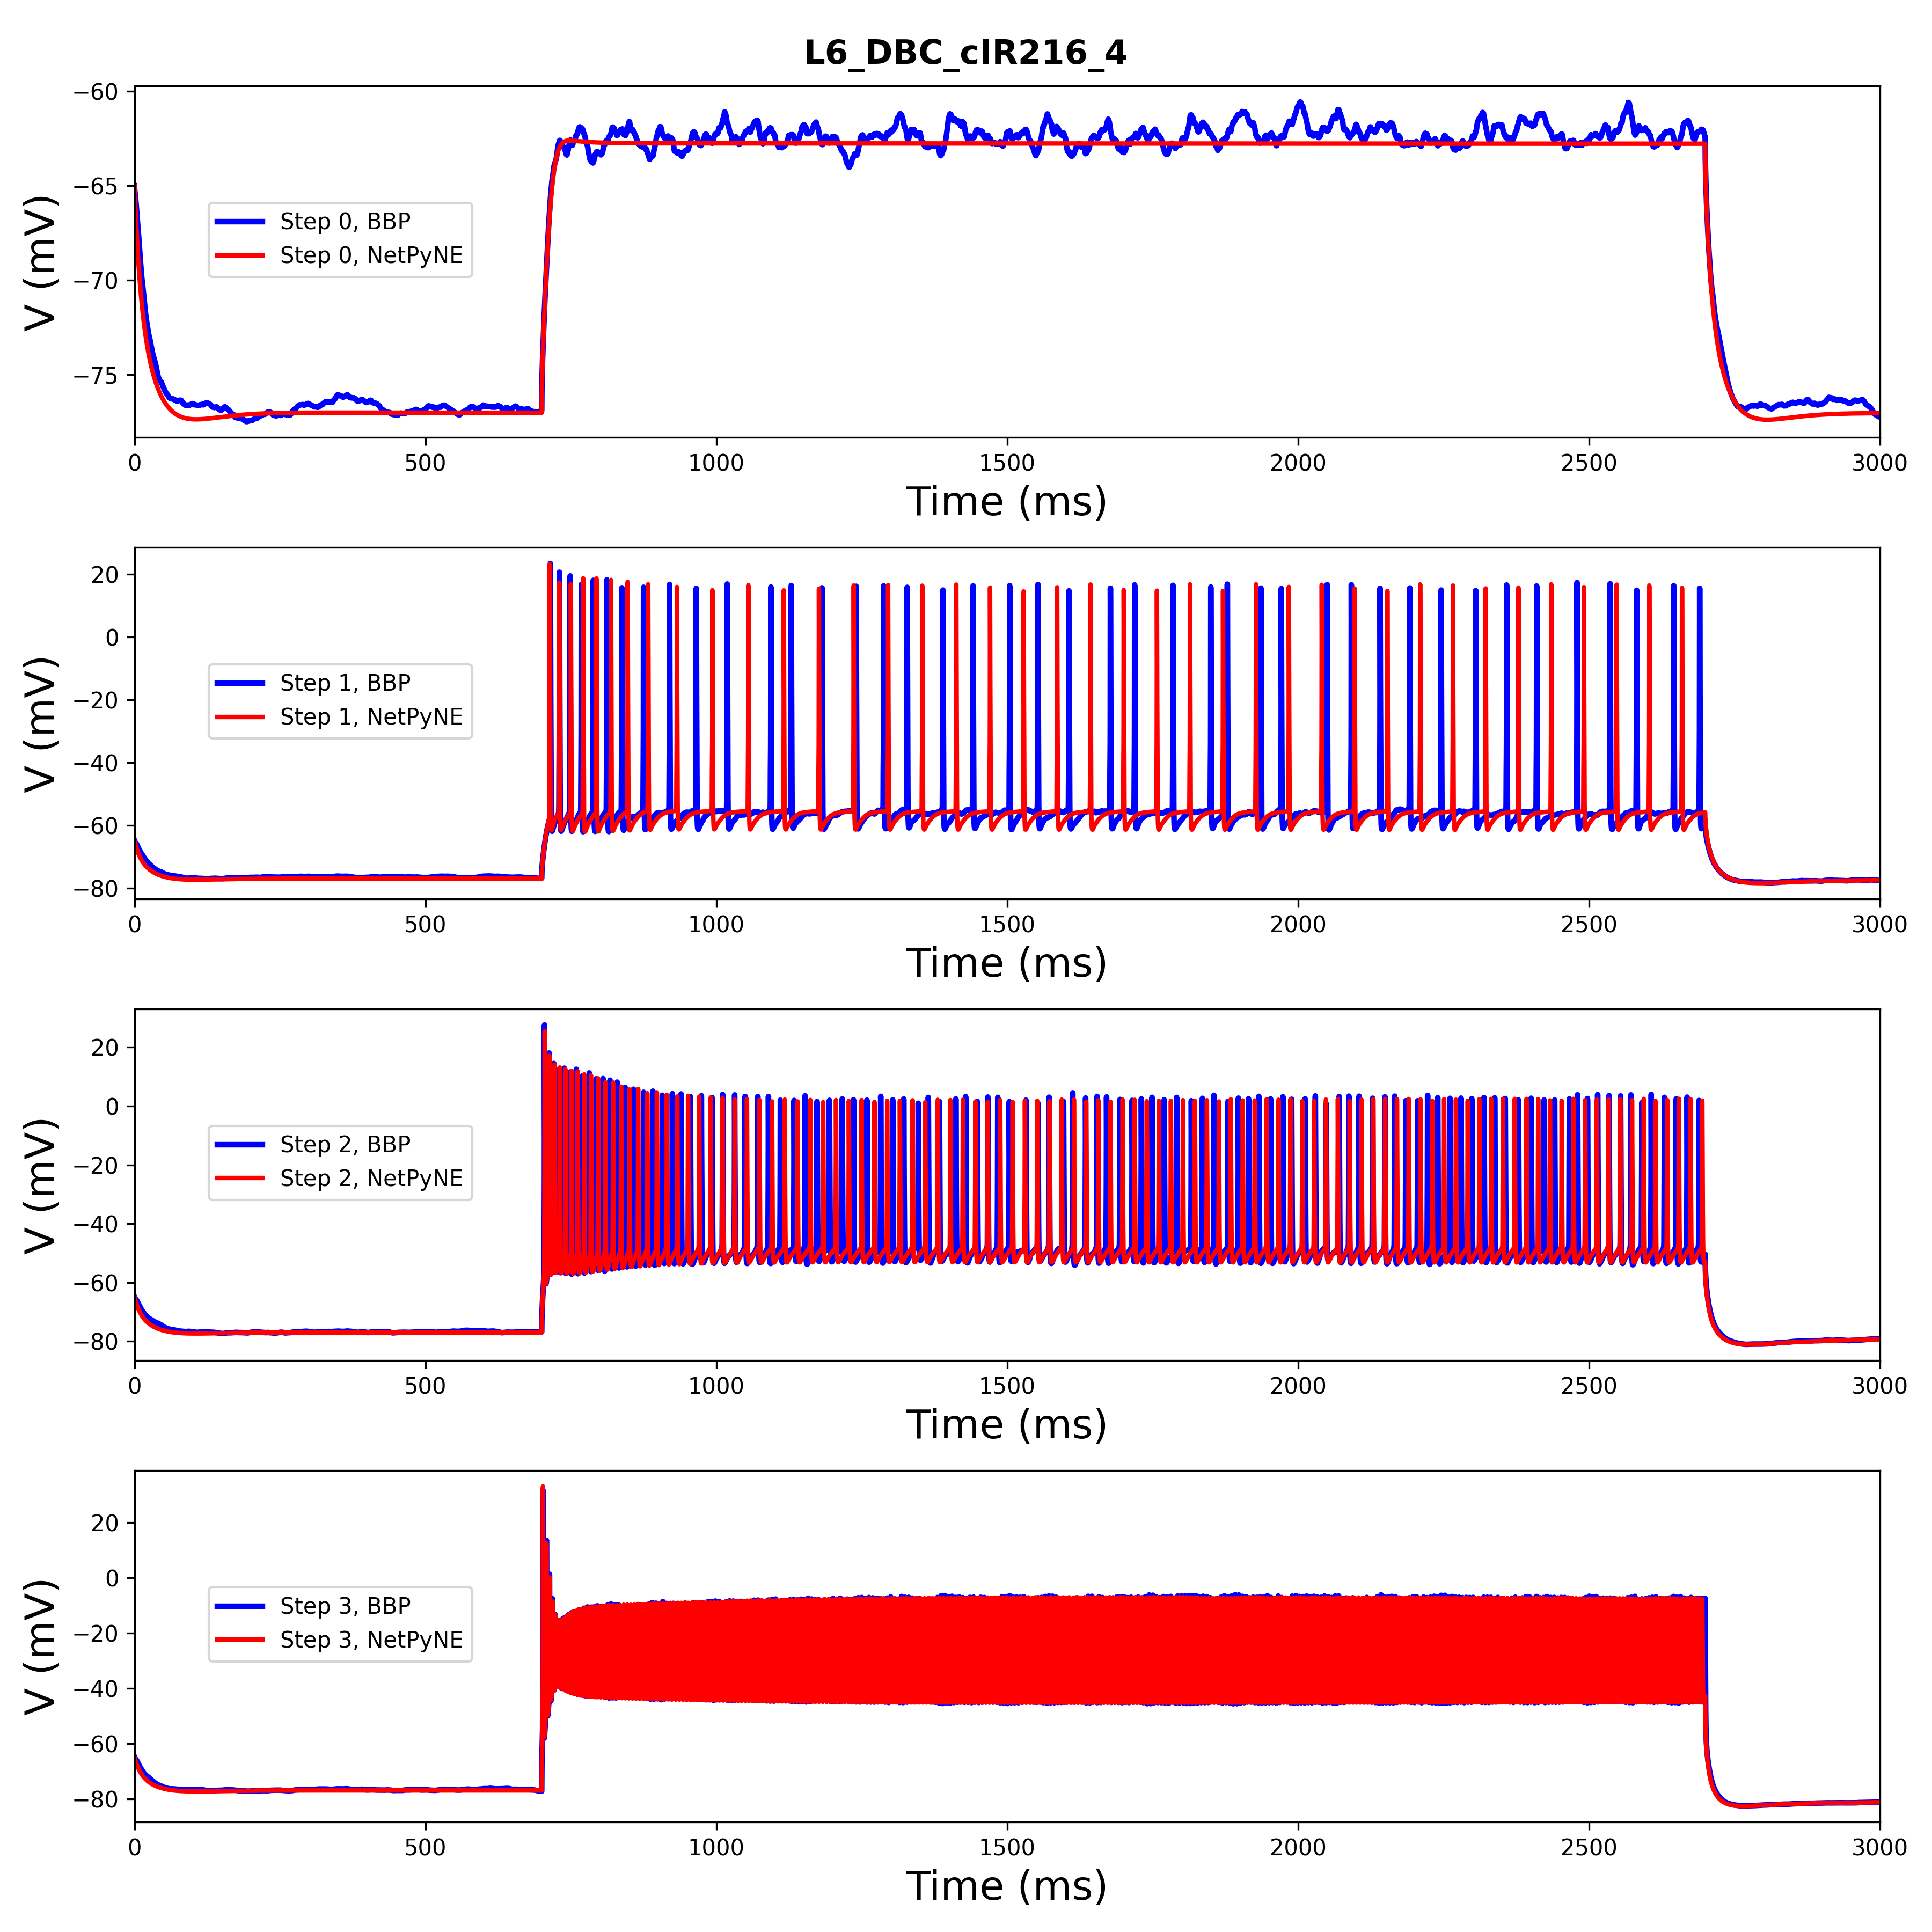 L6_DBC_cIR216_4
−60
−65
−70
−75
V (mV)
Step 0, BBP
Step 0, NetPyNE
0 500 1000 1500 2000 2500 3000
Time (ms)
20
0
−20
−40
−60
−80
V (mV)
Step 1, BBP
Step 1, NetPyNE
0 500 1000 1500 2000 2500 3000
Time (ms)
20
0
−20
−40
−60
−80
V (mV)
Step 2, BBP
Step 2, NetPyNE
0 500 1000 1500 2000 2500 3000
Time (ms)
20
0
−20
−40
−60
−80
V (mV)
Step 3, BBP
Step 3, NetPyNE
0 500 1000 1500 2000 2500 3000
Time (ms)